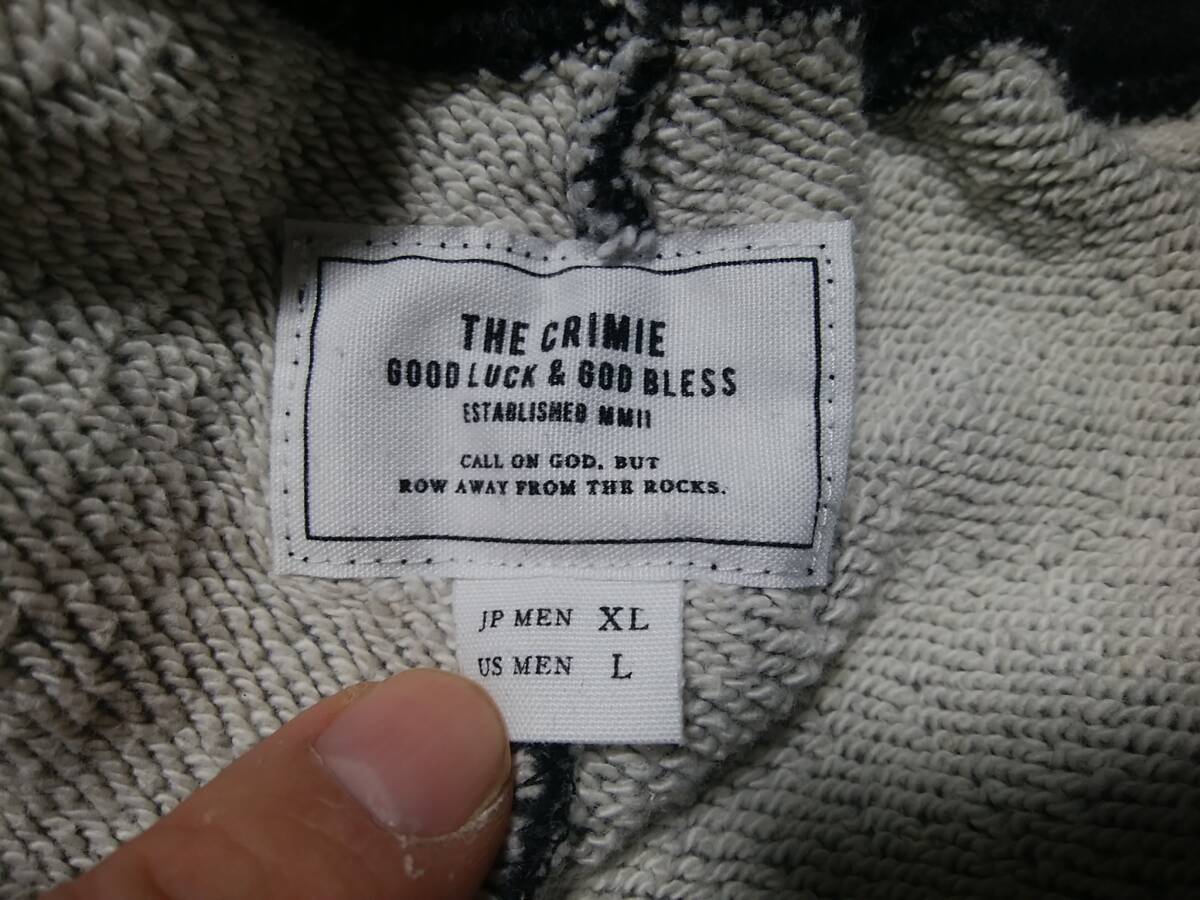 THE CRIMIE
GOOD LUCK & GOD BLESS
ESTABLISHED MMII
CALL ON GOD, BUT
ROW AWAY FROM THE ROCKS.
JP MEN XL
US MEN L